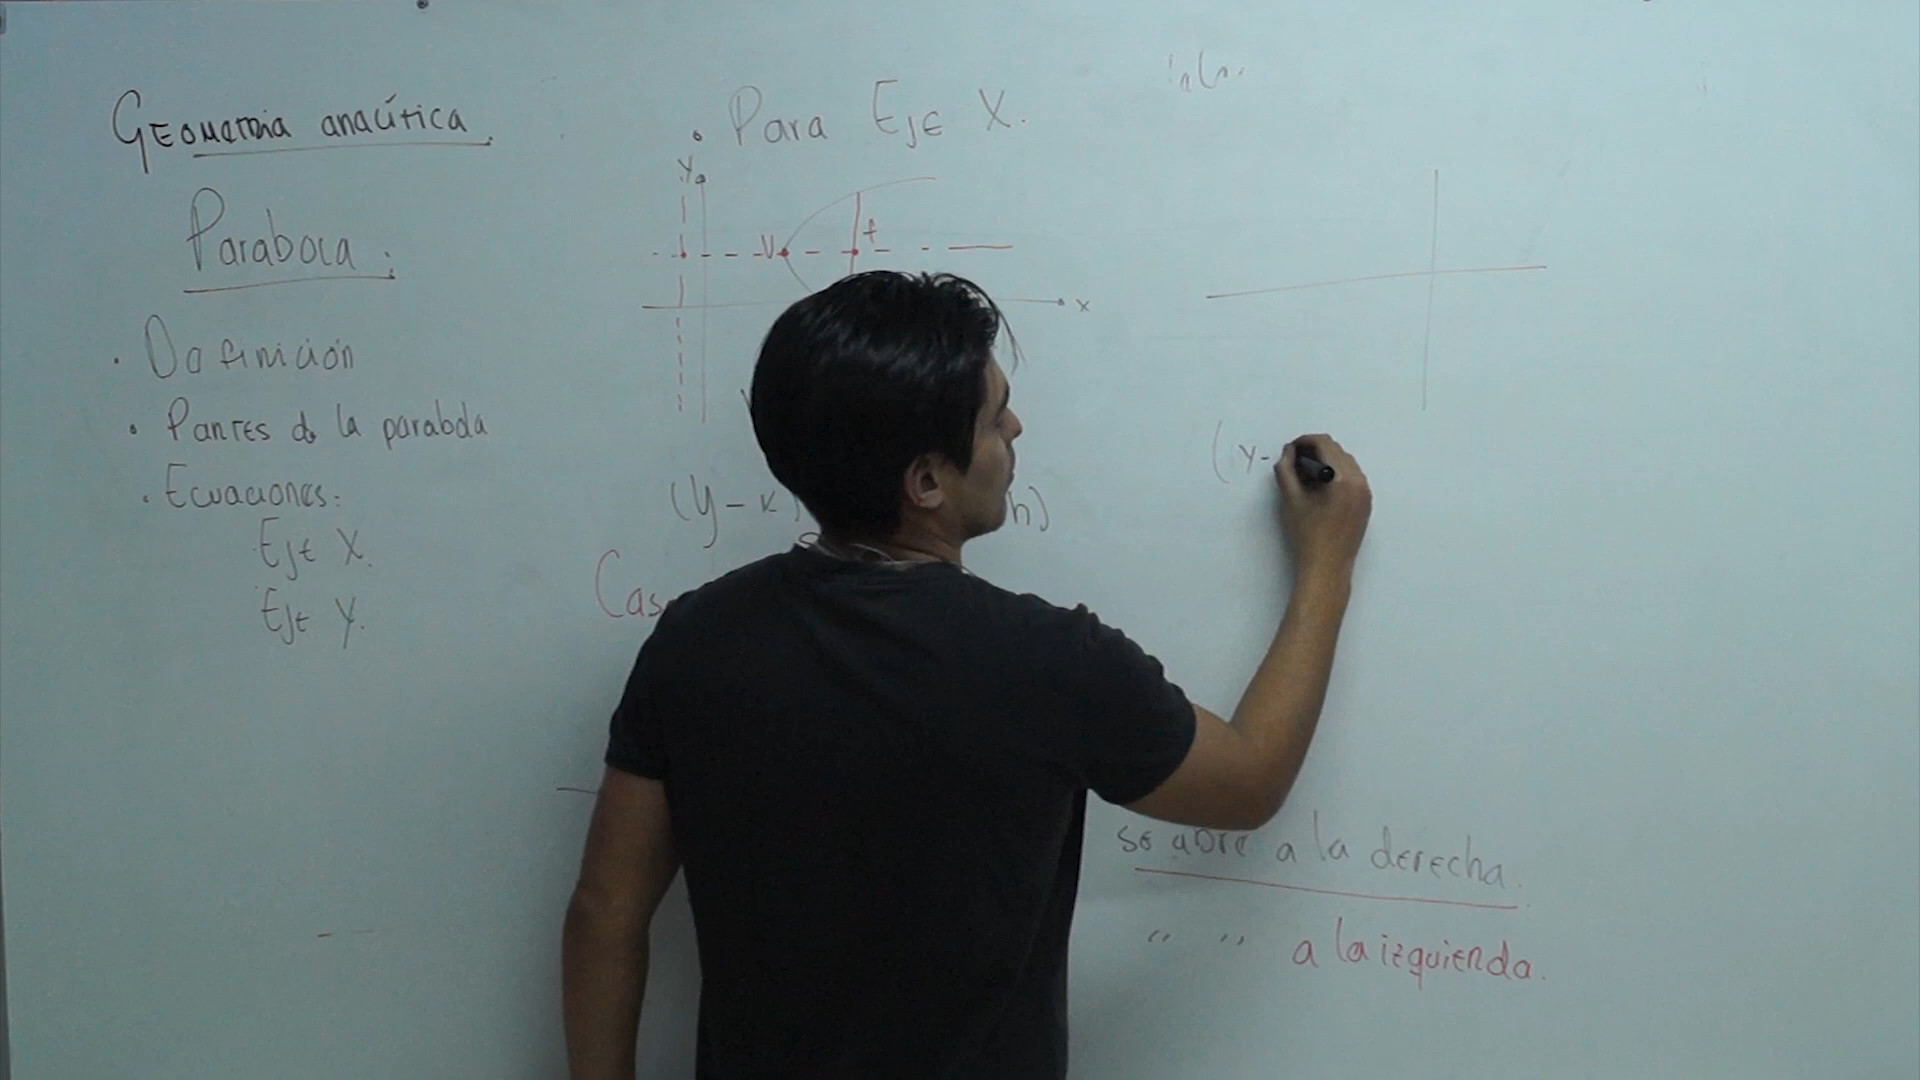 Geometria analítica.
Parabola:
• Definición
• Partes de la parabola
• Ecuaciones:
Eje X.
Eje Y.
• Para Eje X.
y
V
f
x
(y-k) h)
Cas
(y-
se abre a la derecha.
“ ” a la izquierda.